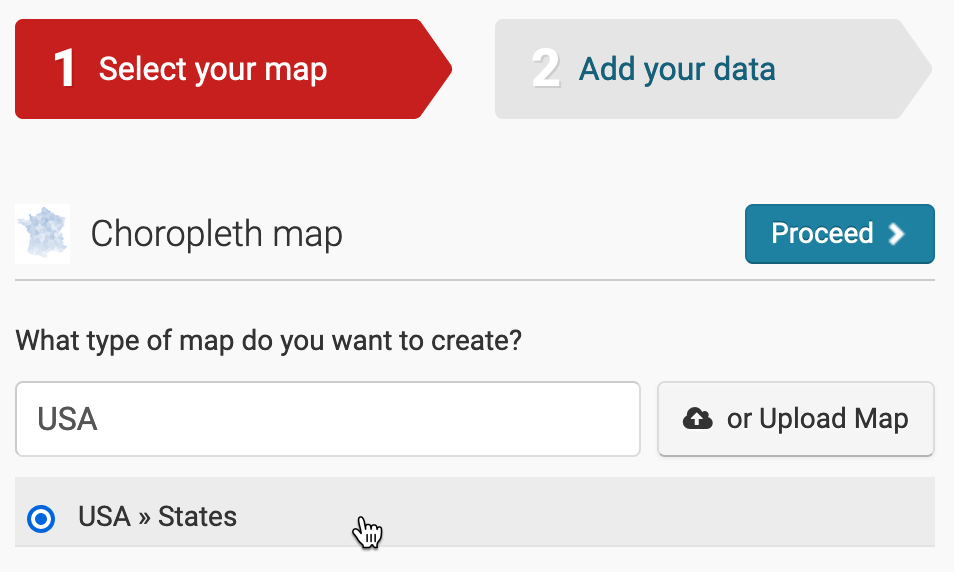 1 Select your map
2 Add your data
Choropleth map
Proceed
What type of map do you want to create?
USA
or Upload Map
USA » States